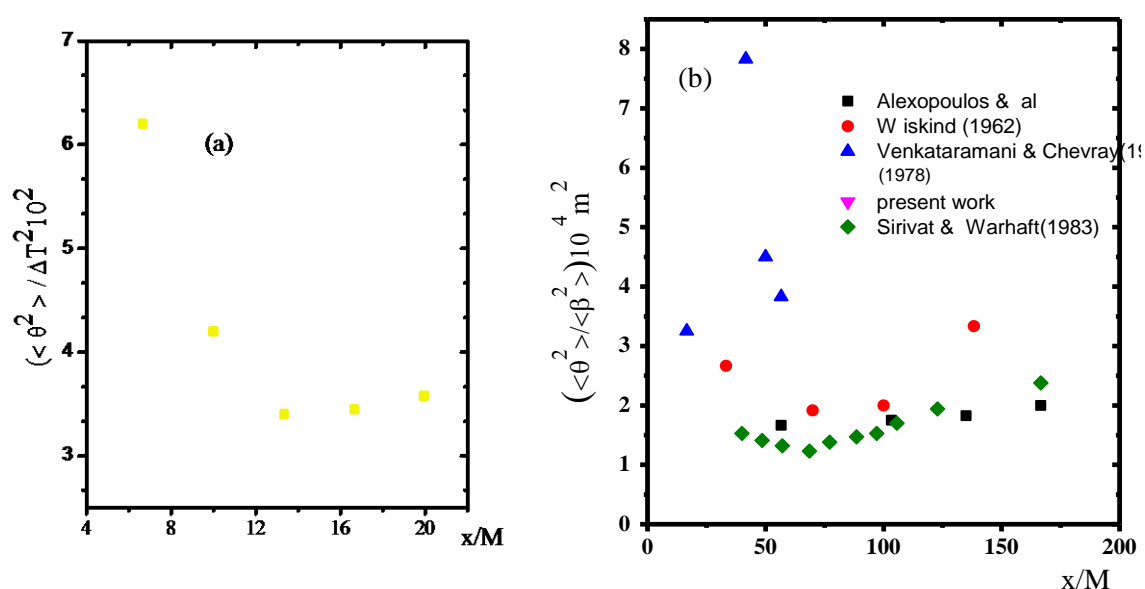 (a)
(< θ² > / ΔT² 10²
7
6
5
4
3
4
8
12
16
20
x/M
(b)
(<θ²>/<β²>)10⁴ m²
8
7
6
5
4
3
2
1
0
0
50
100
150
200
x/M
Alexopoulos & al
W iskind (1962)
Venkataramani & Chevray(19
(1978)
present work
Sirivat & Warhaft(1983)